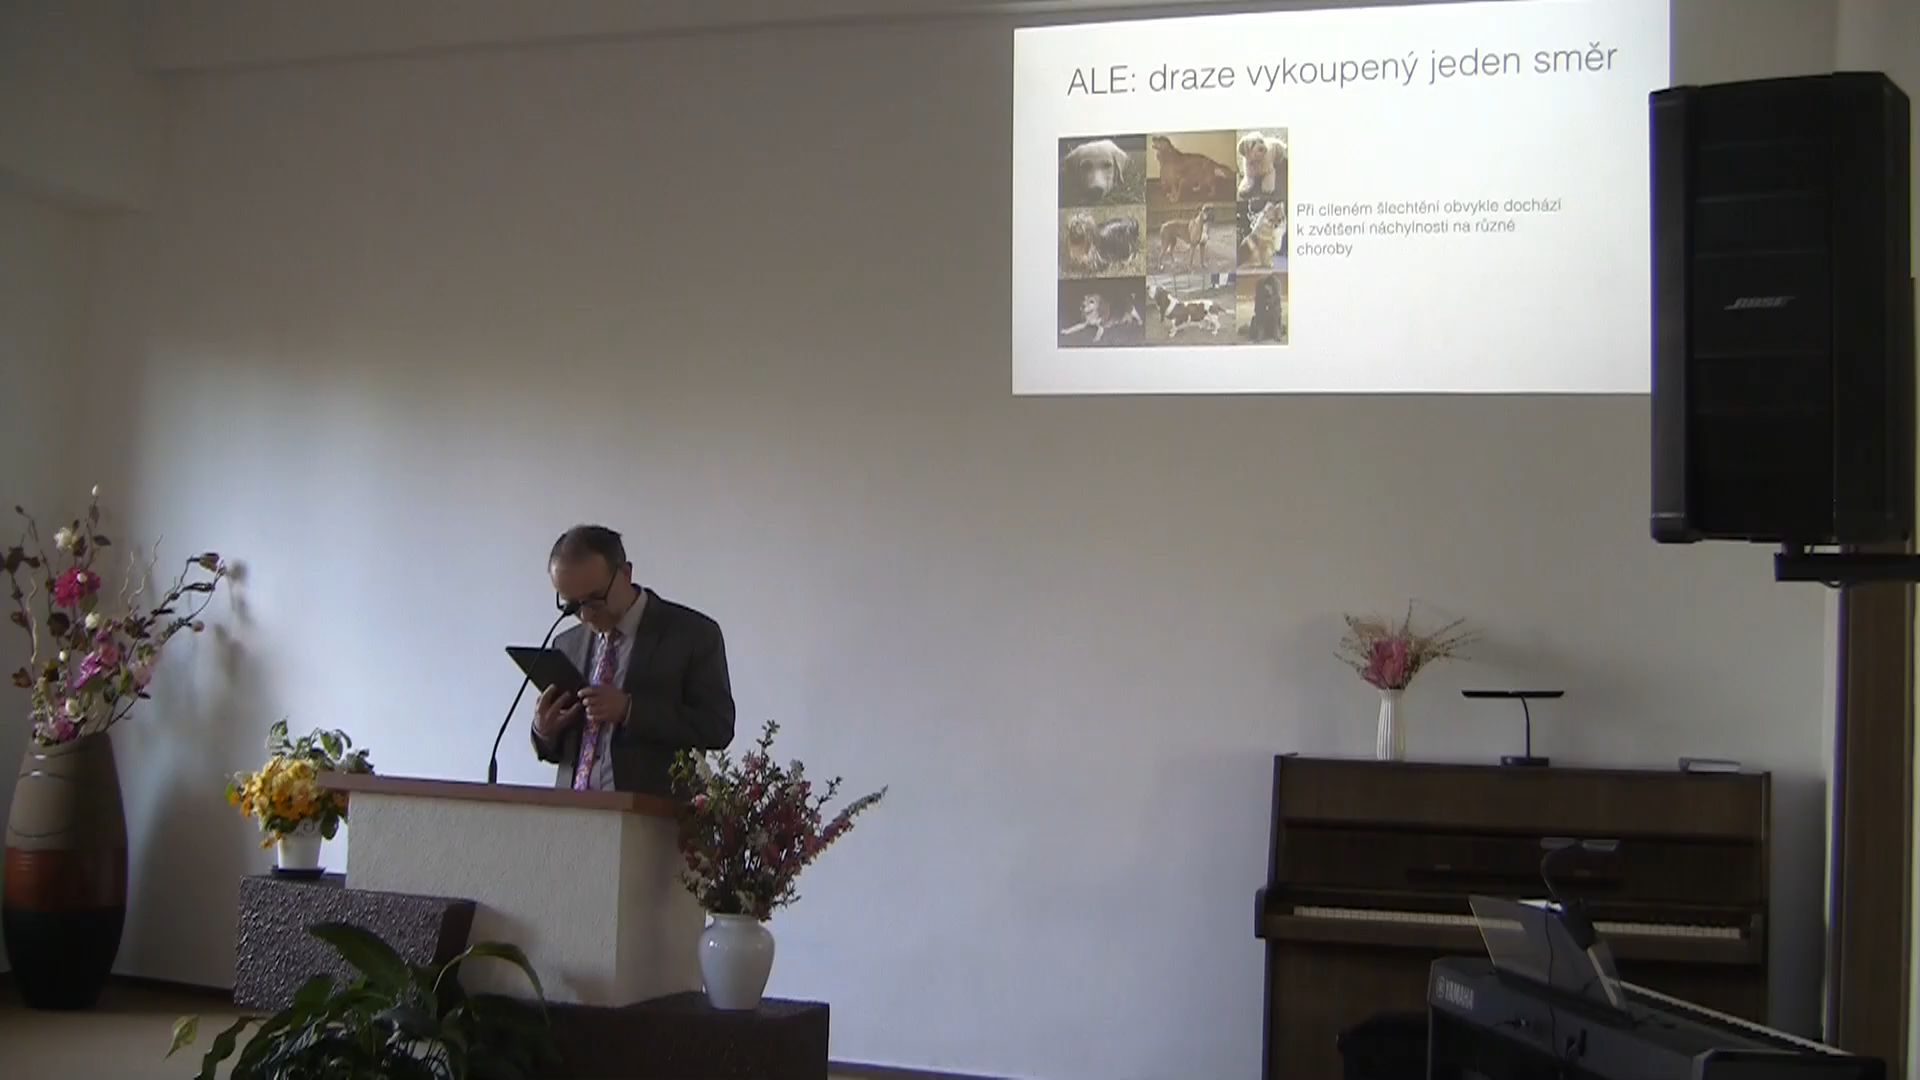 ALE: draze vykoupený jeden směr
Při cíleném šlechtění obvykle dochází
k zvětšení náchylnosti na různé
choroby
BOSE
YAMAHA